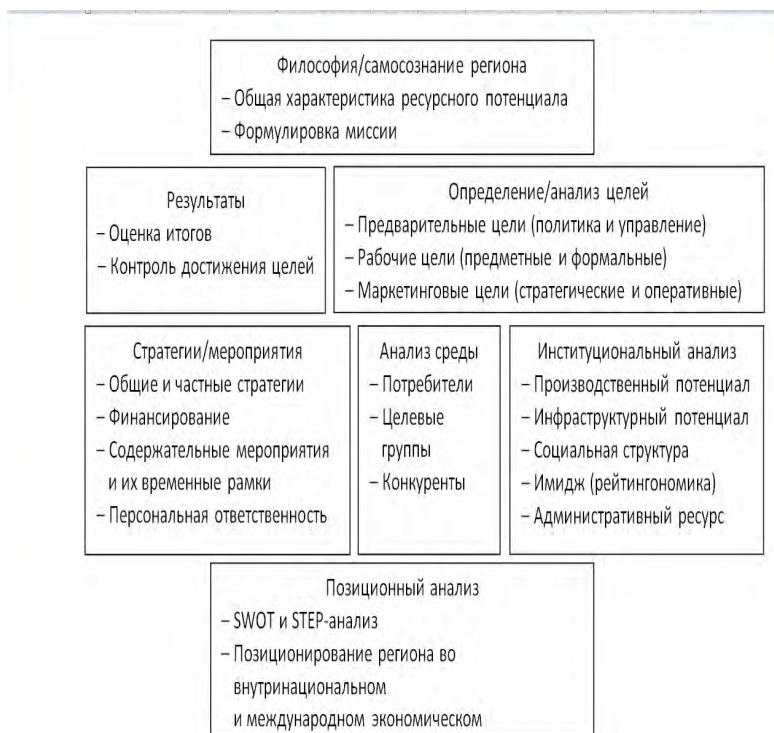 Философия/самосознание региона
– Общая характеристика ресурсного потенциала
– Формулировка миссии
Результаты
– Оценка итогов
– Контроль достижения целей
Определение/анализ целей
– Предварительные цели (политика и управление)
– Рабочие цели (предметные и формальные)
– Маркетинговые цели (стратегические и оперативные)
Стратегии/мероприятия
– Общие и частные стратегии
– Финансирование
– Содержательные мероприятия
и их временные рамки
– Персональная ответственность
Анализ среды
– Потребители
– Целевые
группы
– Конкуренты
Институциональный анализ
– Производственный потенциал
– Инфраструктурный потенциал
– Социальная структура
– Имидж (рейтингономика)
– Административный ресурс
Позиционный анализ
– SWOT и STEP-анализ
– Позиционирование региона во
внутринациональном
и международном экономическом